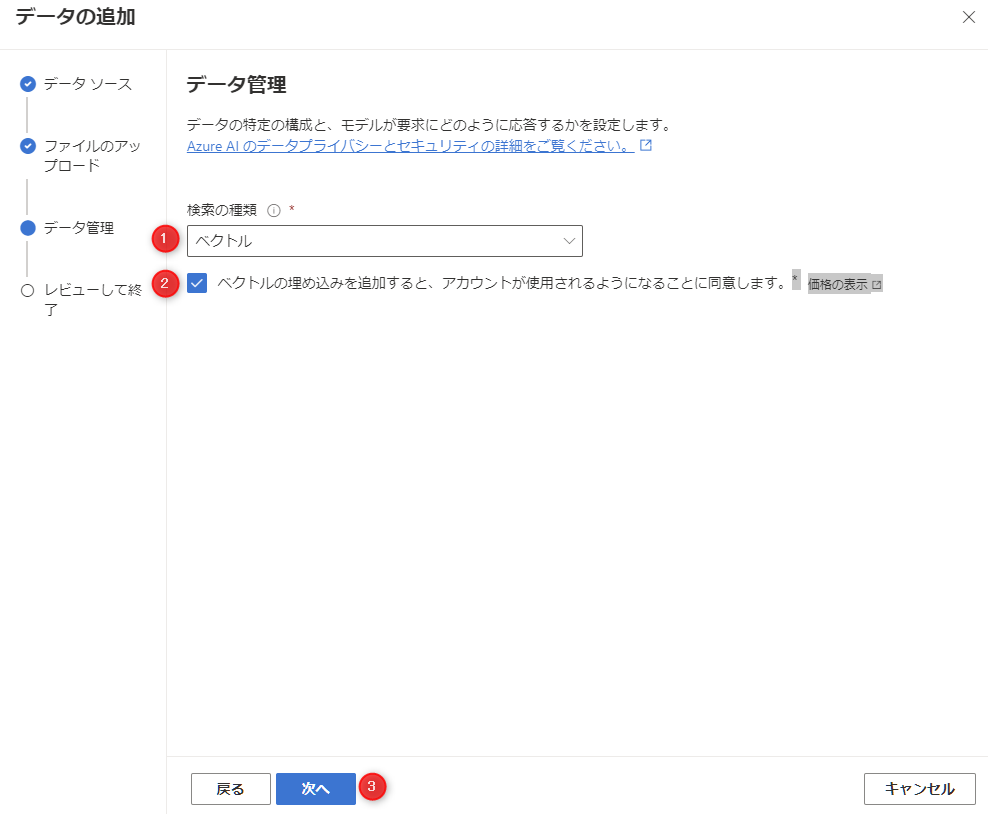 データの追加
データ ソース
ファイルのアッ
プロード
データ管理
レビューして終
了
データ管理
データの特定の構成と、モデルが要求にどのように応答するかを設定します。
Azure AI のデータプライバシーとセキュリティの詳細をご覧ください。
検索の種類 *
1
ベクトル
2
ベクトルの埋め込みを追加すると、アカウントが使用されるようになることに同意します。* 価格の表示
戻る
次へ
3
キャンセル